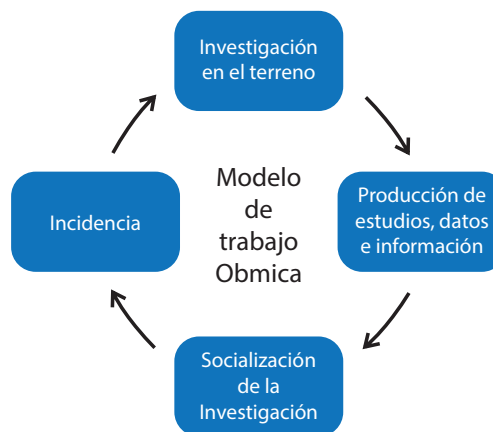 Investigación
en el terreno
Producción de
estudios, datos
e información
Socialización
de la
Investigación
Incidencia
Modelo
de
trabajo
Obmica